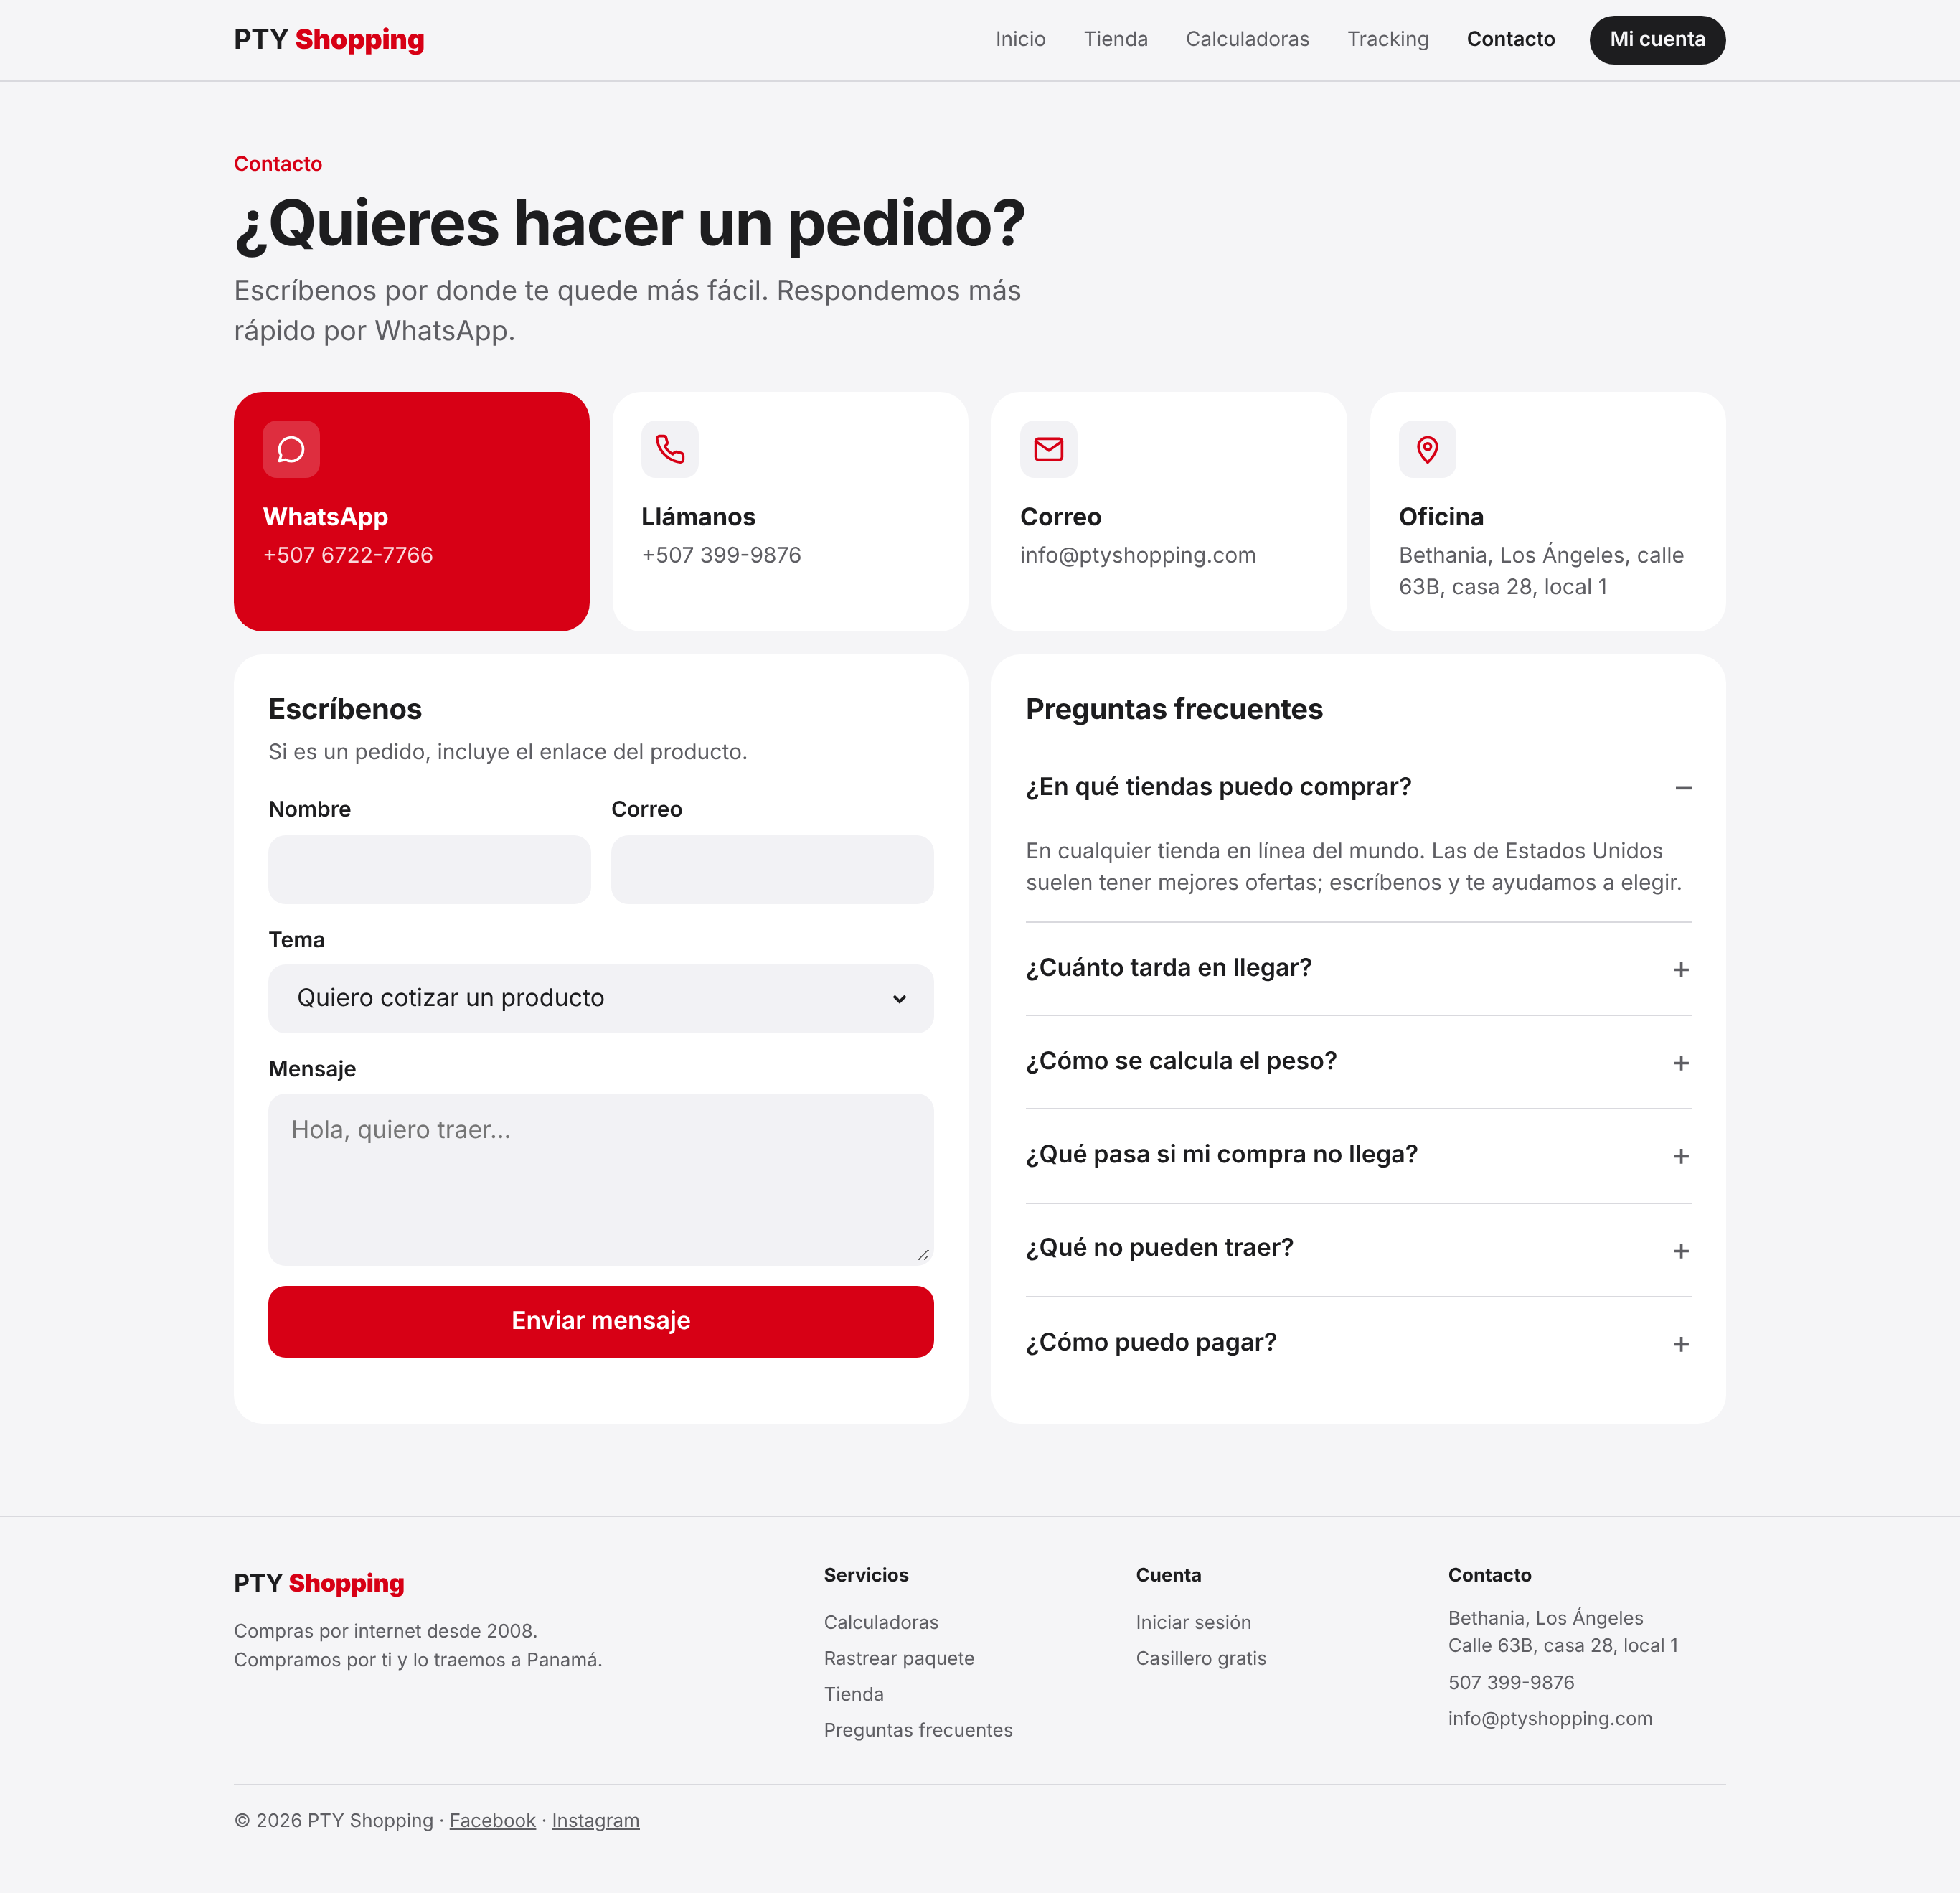 PTY Shopping
Inicio
Tienda
Calculadoras
Tracking
Contacto
Mi cuenta
Contacto
¿Quieres hacer un pedido?
Escríbenos por donde te quede más fácil. Respondemos más
rápido por WhatsApp.
WhatsApp
+507 6722-7766
Llámanos
+507 399-9876
Correo
info@ptyshopping.com
Oficina
Bethania, Los Ángeles, calle
63B, casa 28, local 1
Escríbenos
Si es un pedido, incluye el enlace del producto.
Nombre
Correo
Tema
Quiero cotizar un producto
Mensaje
Hola, quiero traer...
Enviar mensaje
Preguntas frecuentes
¿En qué tiendas puedo comprar?
En cualquier tienda en línea del mundo. Las de Estados Unidos
suelen tener mejores ofertas; escríbenos y te ayudamos a elegir.
¿Cuánto tarda en llegar?
¿Cómo se calcula el peso?
¿Qué pasa si mi compra no llega?
¿Qué no pueden traer?
¿Cómo puedo pagar?
PTY Shopping
Compras por internet desde 2008.
Compramos por ti y lo traemos a Panamá.
Servicios
Calculadoras
Rastrear paquete
Tienda
Preguntas frecuentes
Cuenta
Iniciar sesión
Casillero gratis
Contacto
Bethania, Los Ángeles
Calle 63B, casa 28, local 1
507 399-9876
info@ptyshopping.com
© 2026 PTY Shopping · Facebook · Instagram